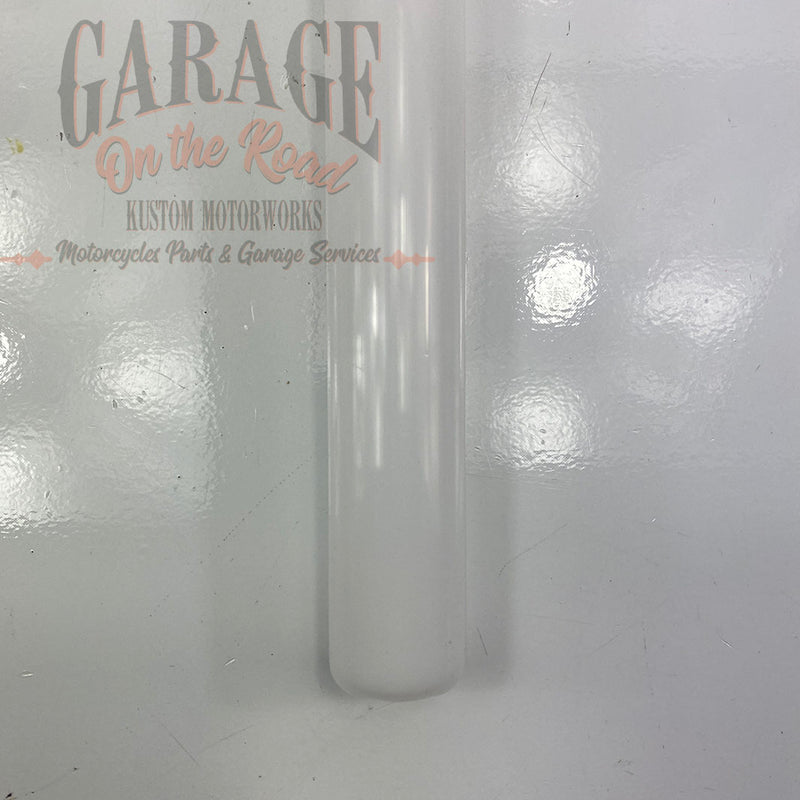 GARAGE
On the Road
KUSTOM MOTORWORKS
Motorcycles Parts & Garage Services